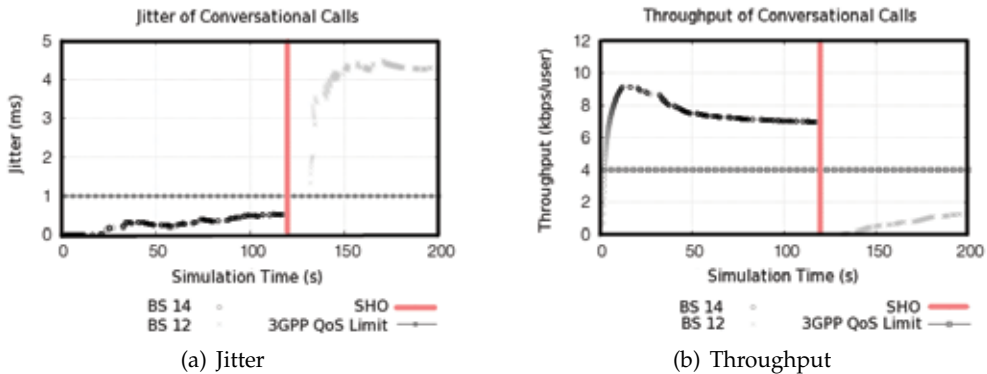 Jitter of Conversational Calls
5
4
3
2
1
0
Jitter (ms)
0 50 100 150 200
Simulation Time (s)
BS 14 SHO
BS 12 3GPP QoS Limit
(a) Jitter
Throughput of Conversational Calls
12
10
8
6
4
2
0
Throughput (kbps/user)
0 50 100 150 200
Simulation Time (s)
BS 14 SHO
BS 12 3GPP QoS Limit
(b) Throughput